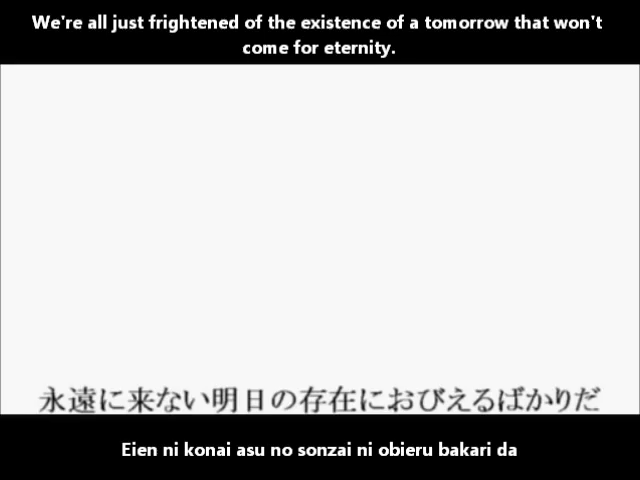 We're all just frightened of the existence of a tomorrow that won't
come for eternity.
永遠に来ない明日の存在におびえるばかりだ
Eien ni konai asu no sonzai ni obieru bakari da